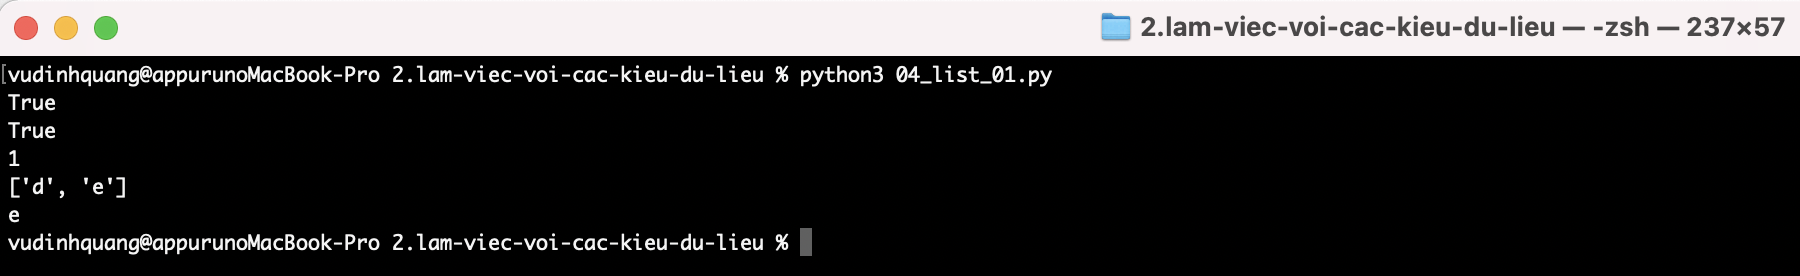 2.lam-viec-voi-cac-kieu-du-lieu — -zsh — 237×57
[vudinhquang@appurunoMacBook-Pro 2.lam-viec-voi-cac-kieu-du-lieu % python3 04_list_01.py
True
True
1
['d', 'e']
e
vudinhquang@appurunoMacBook-Pro 2.lam-viec-voi-cac-kieu-du-lieu %